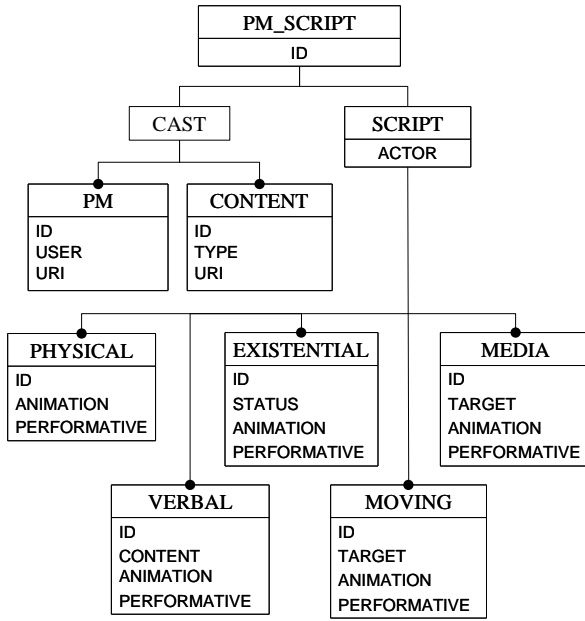 PM_SCRIPT
ID
CAST
SCRIPT
ACTOR
PM
ID
USER
URI
CONTENT
ID
TYPE
URI
PHYSICAL
ID
ANIMATION
PERFORMATIVE
EXISTENTIAL
ID
STATUS
ANIMATION
PERFORMATIVE
MEDIA
ID
TARGET
ANIMATION
PERFORMATIVE
VERBAL
ID
CONTENT
ANIMATION
PERFORMATIVE
MOVING
ID
TARGET
ANIMATION
PERFORMATIVE